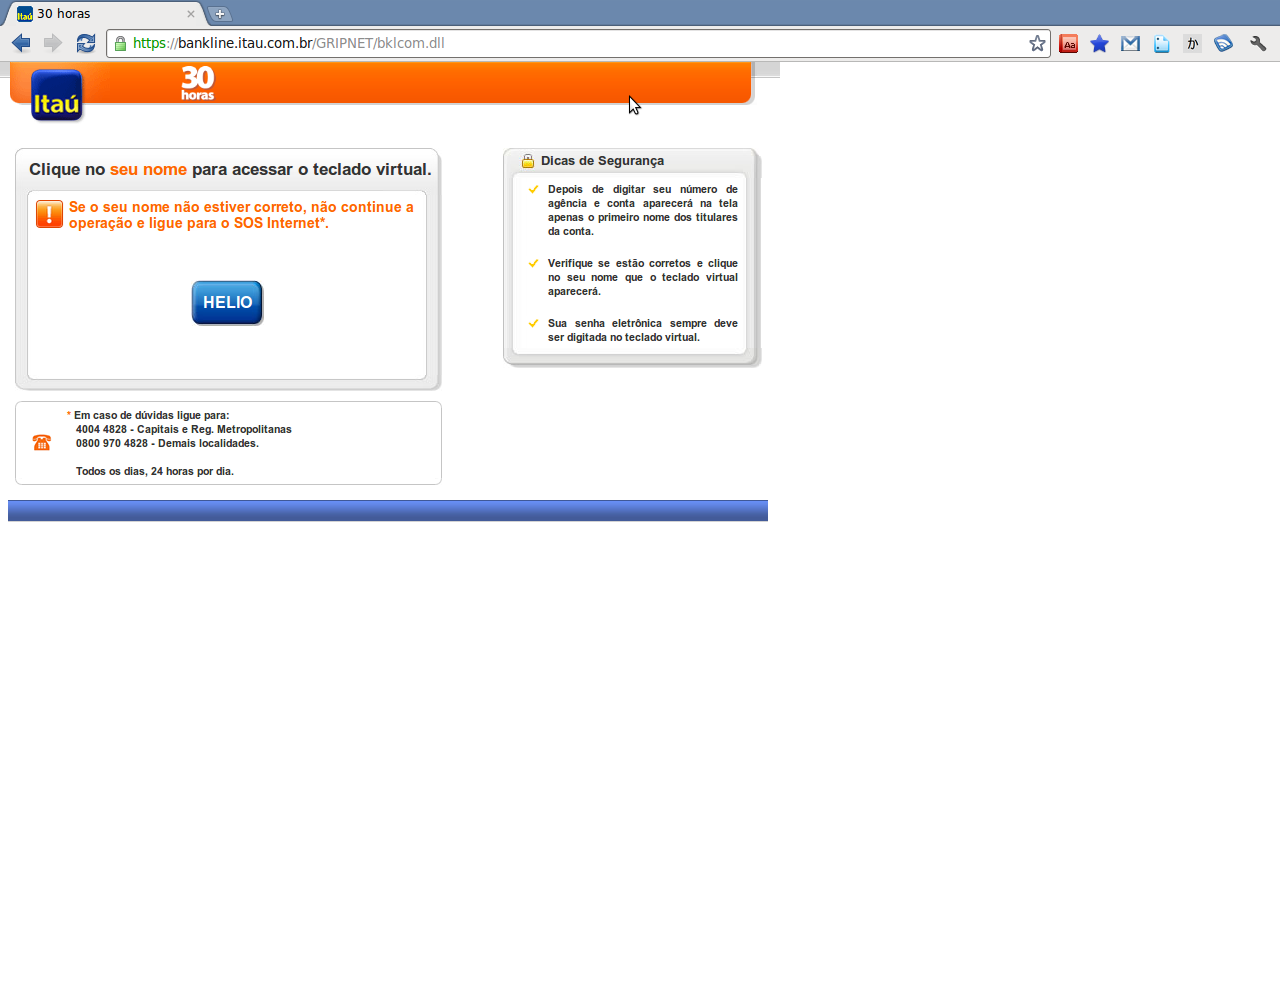 30 horas
https://bankline.itau.com.br/GRIPNET/bklcom.dll
Aa
か
Itaú
30
horas
Clique no seu nome para acessar o teclado virtual.
! Se o seu nome não estiver correto, não continue a
operação e ligue para o SOS Internet*.
HELIO
* Em caso de dúvidas ligue para:
4004 4828 - Capitais e Reg. Metropolitanas
0800 970 4828 - Demais localidades.
Todos os dias, 24 horas por dia.
Dicas de Segurança
Depois de digitar seu número de
agência e conta aparecerá na tela
apenas o primeiro nome dos titulares
da conta.
Verifique se estão corretos e clique
no seu nome que o teclado virtual
aparecerá.
Sua senha eletrônica sempre deve
ser digitada no teclado virtual.